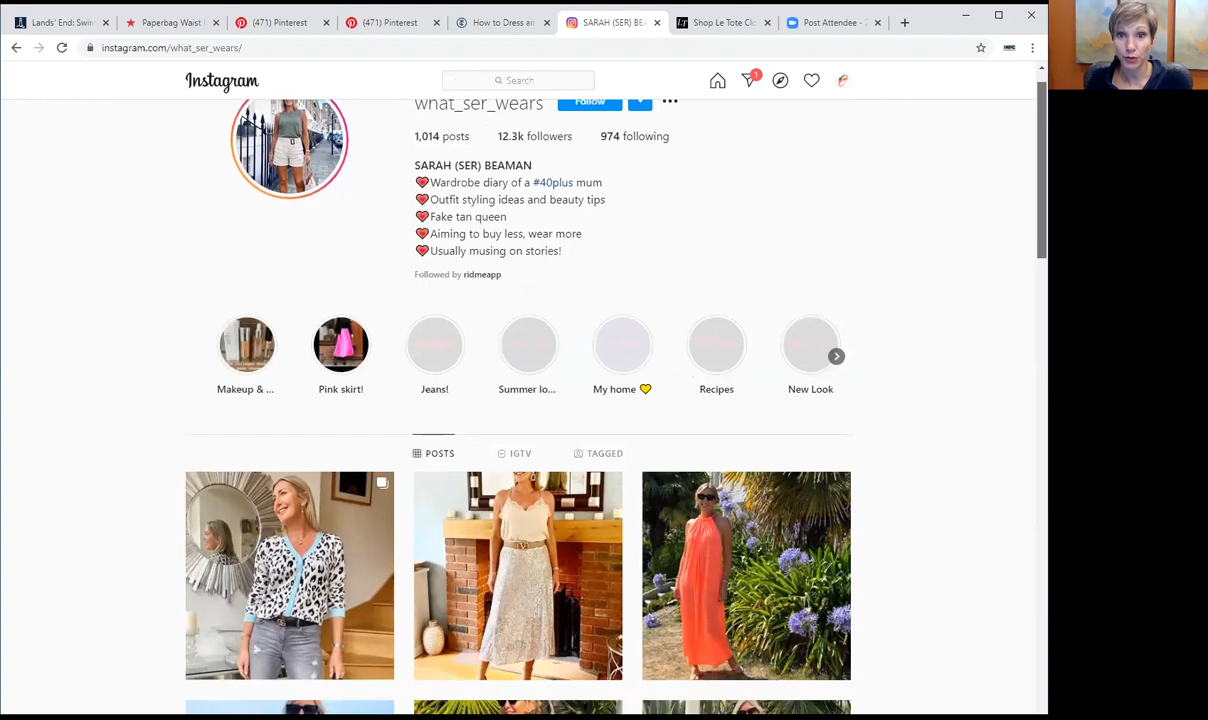 Lands' End: Swim
Paperbag Waist
(471) Pinterest
(471) Pinterest
How to Dress an
SARAH (SER) BEA
Shop Le Tote Clo
Post Attendee - Z
instagram.com/what_ser_wears/
Instagram
Search
1
what_ser_wears
Follow
1,014 posts 12.3k followers 974 following
SARAH (SER) BEAMAN
Wardrobe diary of a #40plus mum
Outfit styling ideas and beauty tips
Fake tan queen
Aiming to buy less, wear more
Usually musing on stories!
Followed by ridmeapp
Makeup & ... Pink skirt! Jeans! Summer lo... My home Recipes New Look
POSTS IGTV TAGGED